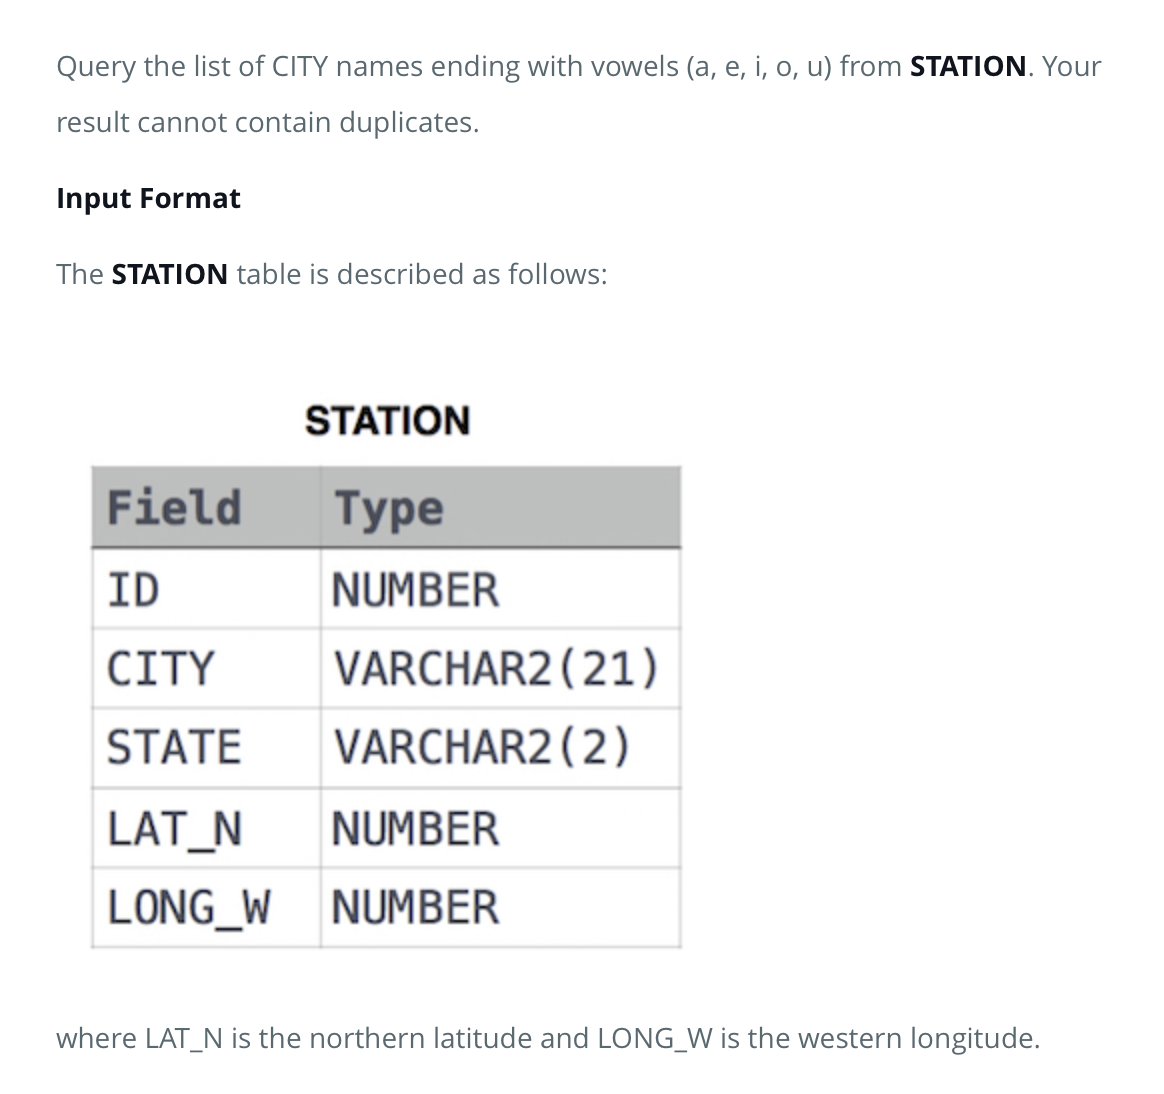 Query the list of CITY names ending with vowels (a, e, i, o, u) from STATION. Your
result cannot contain duplicates.
Input Format
The STATION table is described as follows:
STATION
Field Type
ID NUMBER
CITY VARCHAR2(21)
STATE VARCHAR2(2)
LAT_N NUMBER
LONG_W NUMBER
where LAT_N is the northern latitude and LONG_W is the western longitude.